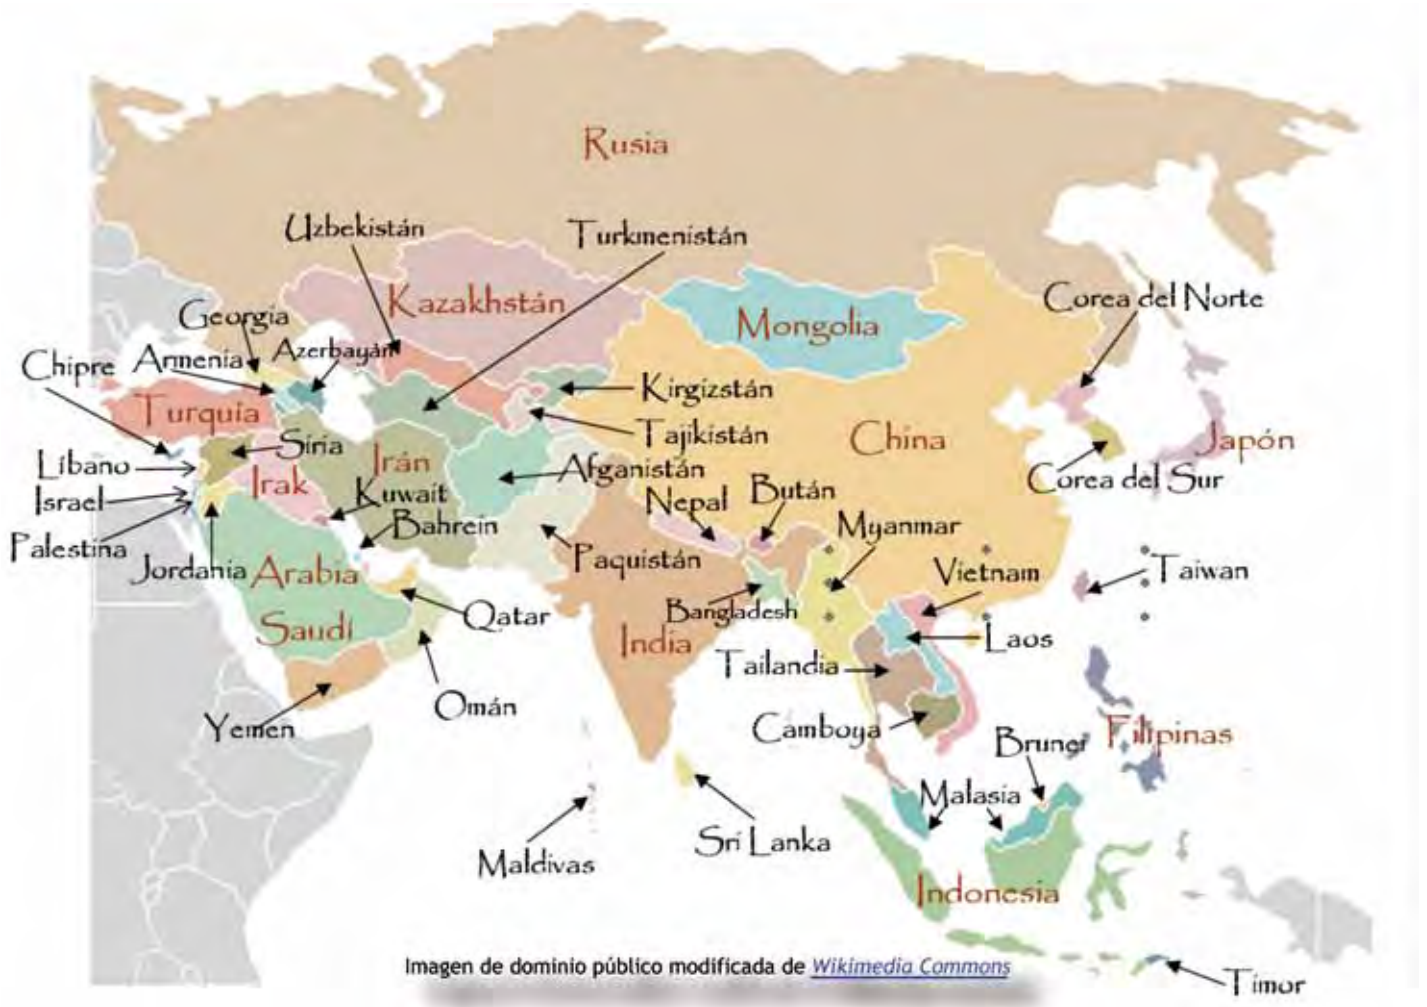 Rusia
Uzbekistán
Turkmenistán
Kazakhstán
Mongolia
Corea del Norte
Georgia
Chipre
Armenia
Azerbayán
Kirgizstán
Turquía
Tajikistán
China
Japón
Siria
Líbano
Irán
Afganistán
Corea del Sur
Irak
Israel
Kuwait
Nepal
Bután
Bahrein
Myanmar
Palestina
Jordania
Arabia
Saudí
Paquistán
Vietnam
Taiwan
Qatar
Bangladesh
India
Laos
Tailandia
Omán
Yemen
Camboya
Brunei
Filipinas
Malasia
Maldivas
Sri Lanka
Indonesia
Imagen de dominio público modificada de Wikimedia Commons
Timor